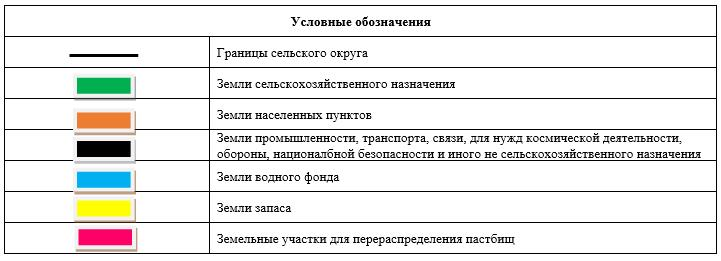 Условные обозначения
Границы сельского округа
Земли сельскохозяйственного назначения
Земли населенных пунктов
Земли промышленности, транспорта, связи, для нужд космической деятельности,
обороны, националбной безопасности и иного не сельскохозяйственного назначения
Земли водного фонда
Земли запаса
Земельные участки для перераспределения пастбищ